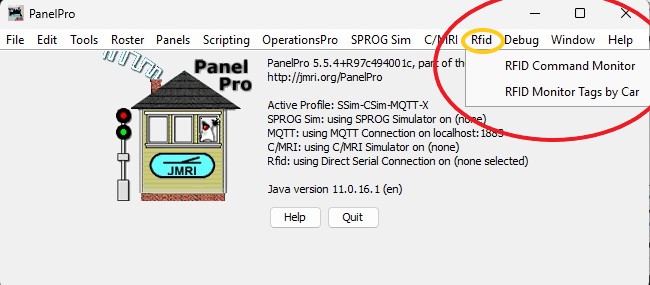 PanelPro
File Edit Tools Roster Panels Scripting OperationsPro SPROG Sim C/MRI Rfid Debug Window Help
RFID Command Monitor
RFID Monitor Tags by Car
Panel
Pro
JMRI
PanelPro 5.5.4+R97c494001c, part of the
http://jmri.org/PanelPro
Active Profile: SSim-CSim-MQTT-X
SPROG Sim: using SPROG Simulator on (none)
MQTT: using MQTT Connection on localhost:1883
C/MRI: using C/MRI Simulator on (none)
Rfid: using Direct Serial Connection on (none selected)
Java version 11.0.16.1 (en)
Help Quit